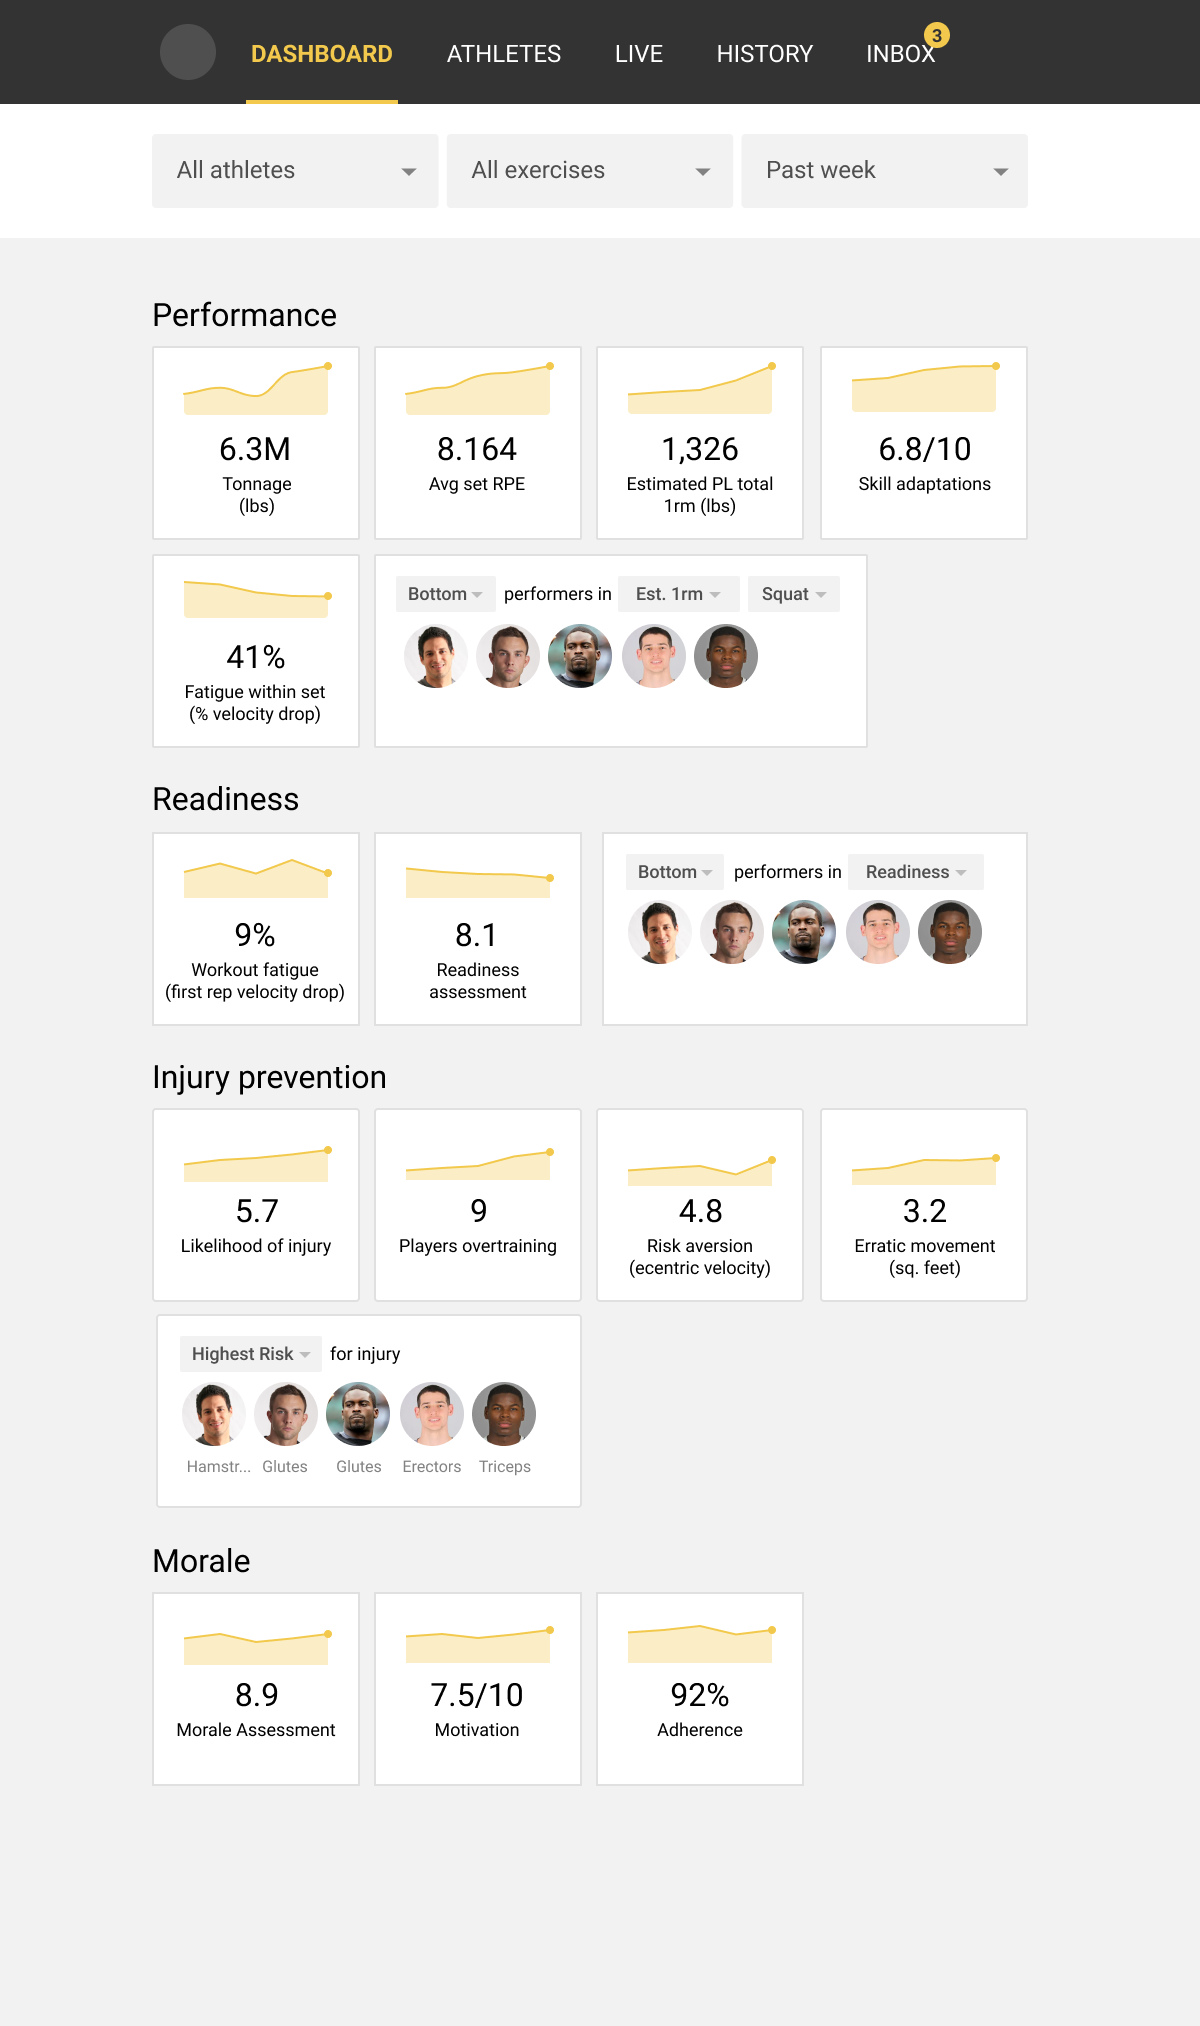 DASHBOARD ATHLETES LIVE HISTORY INBOX 3
All athletes All exercises Past week
Performance
6.3M
Tonnage
(lbs)
8.164
Avg set RPE
1,326
Estimated PL total
1rm (lbs)
6.8/10
Skill adaptations
41%
Fatigue within set
(% velocity drop)
Bottom performers in Est. 1rm Squat
Readiness
9%
Workout fatigue
(first rep velocity drop)
8.1
Readiness
assessment
Bottom performers in Readiness
Injury prevention
5.7
Likelihood of injury
9
Players overtraining
4.8
Risk aversion
(ecentric velocity)
3.2
Erratic movement
(sq. feet)
Highest Risk for injury
Hamstr... Glutes Glutes Erectors Triceps
Morale
8.9
Morale Assessment
7.5/10
Motivation
92%
Adherence